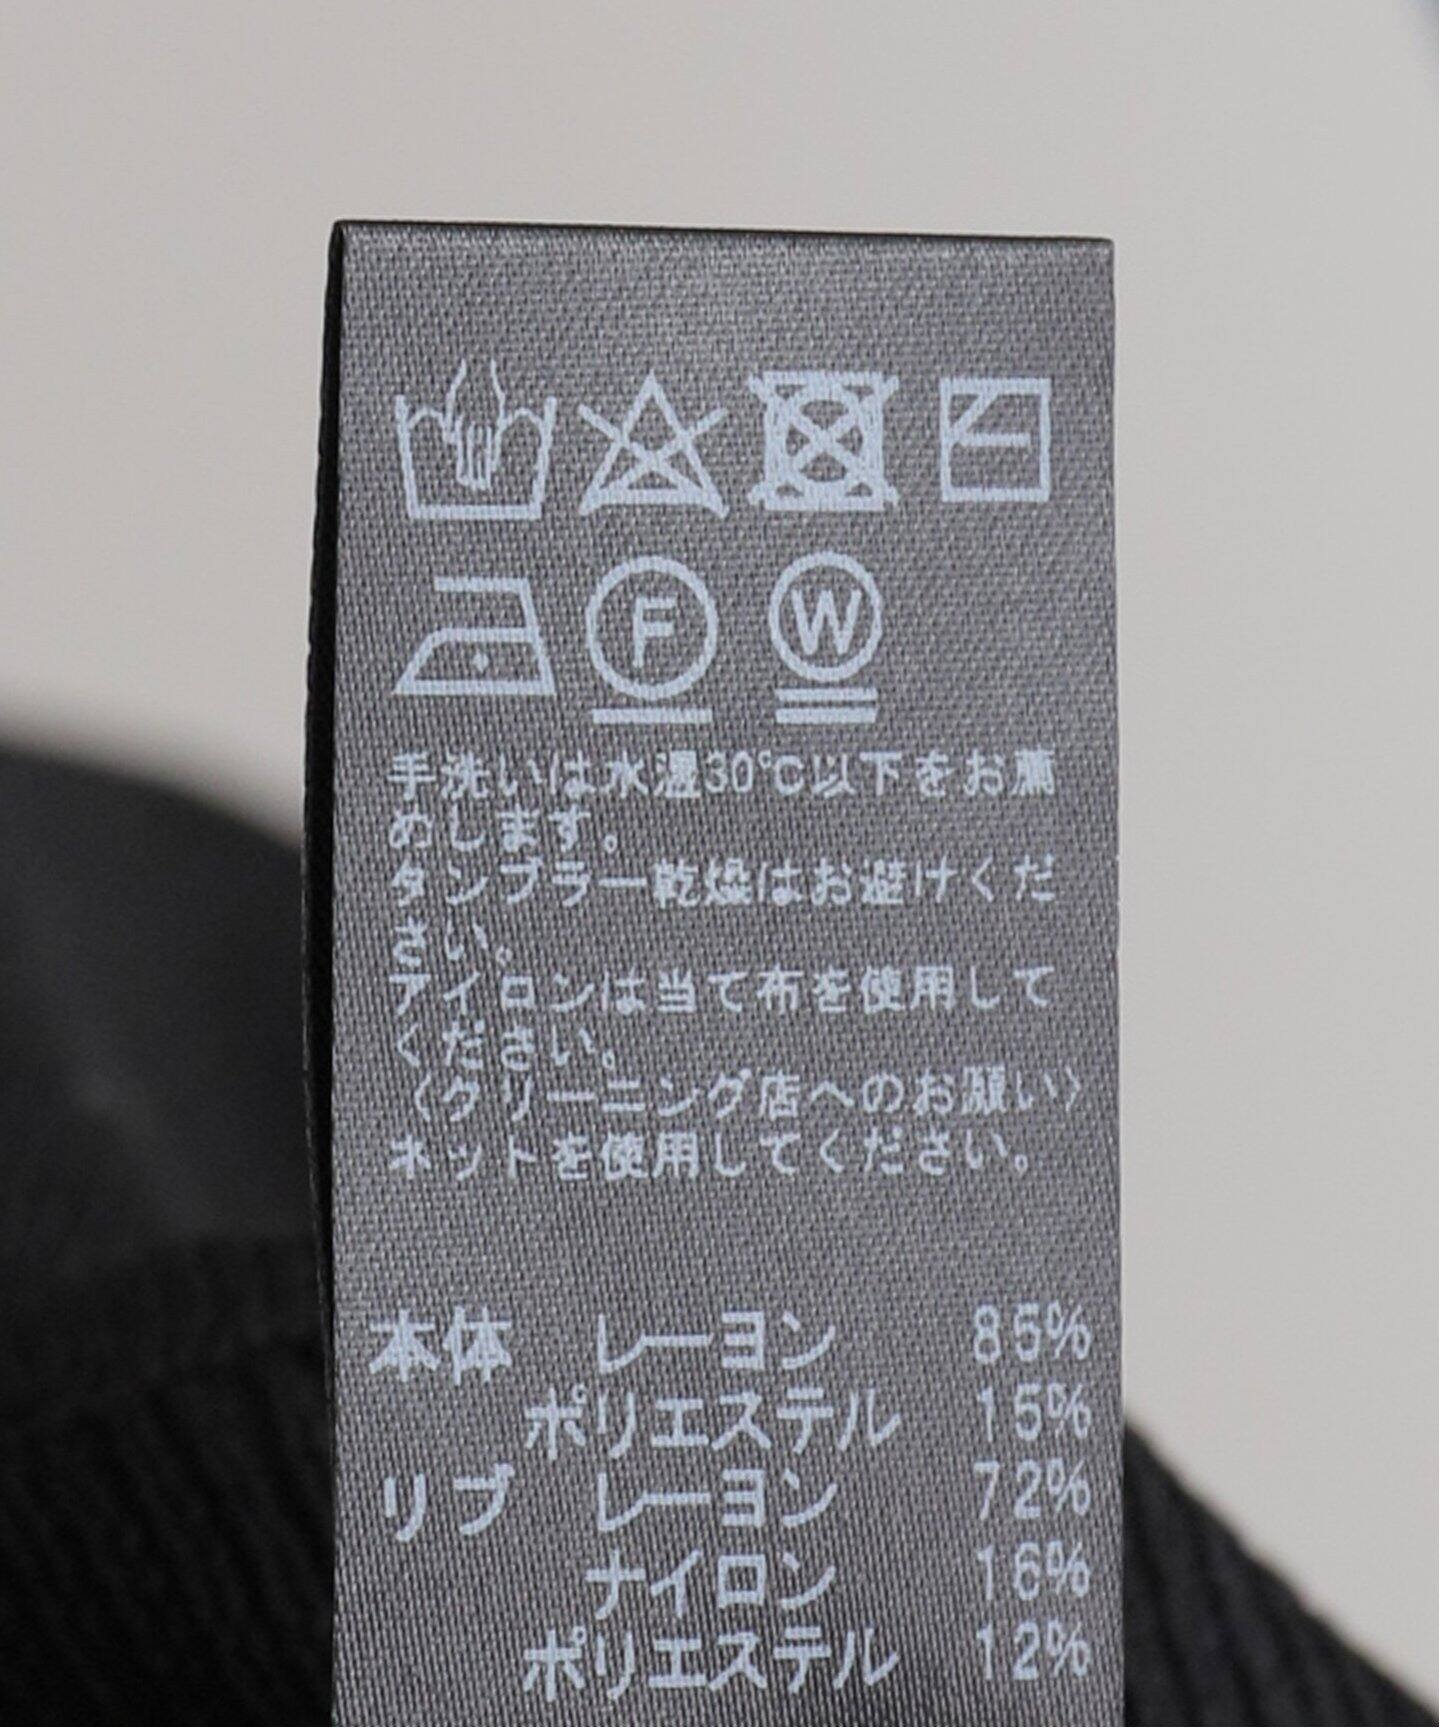 F W
手洗いは水温30℃以下をお薦
めします。
タンブラー乾燥はお避けくだ
さい。
アイロンは当て布を使用して
ください。
〈クリーニング店へのお願い〉
ネットを使用してください。
本体 レーヨン 85%
ポリエステル 15%
リブ レーヨン 72%
ナイロン 16%
ポリエステル 12%